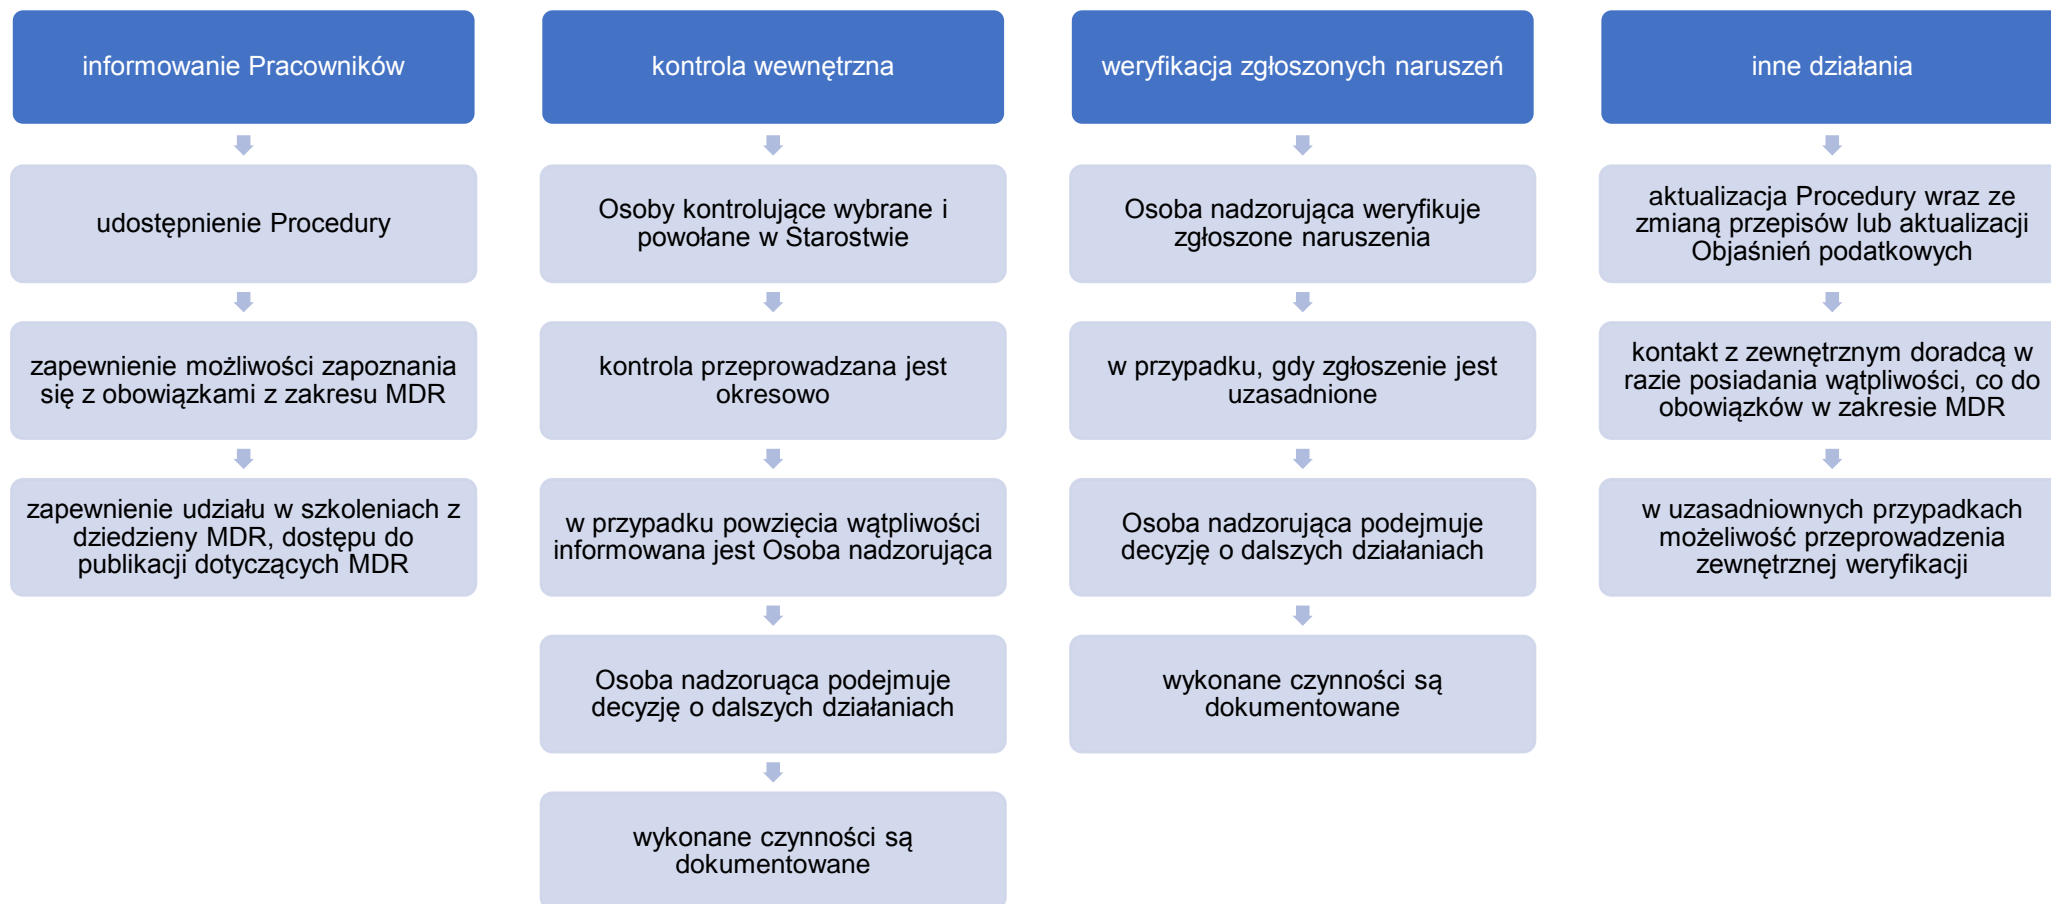 informowanie Pracowników
udostępnienie Procedury
zapewnienie możliwości zapoznania
się z obowiązkami z zakresu MDR
zapewnienie udziału w szkoleniach z
dziedzieny MDR, dostępu do
publikacji dotyczących MDR
kontrola wewnętrzna
Osoby kontrolujące wybrane i
powołane w Starostwie
kontrola przeprowadzana jest
okresowo
w przypadku powzięcia wątpliwości
informowana jest Osoba nadzorująca
Osoba nadzoruąca podejmuje
decyzję o dalszych działaniach
wykonane czynności są
dokumentowane
weryfikacja zgłoszonych naruszeń
Osoba nadzorująca weryfikuje
zgłoszone naruszenia
w przypadku, gdy zgłoszenie jest
uzasadnione
Osoba nadzorująca podejmuje
decyzję o dalszych działaniach
wykonane czynności są
dokumentowane
inne działania
aktualizacja Procedury wraz ze
zmianą przepisów lub aktualizacji
Objaśnień podatkowych
kontakt z zewnętrznym doradcą w
razie posiadania wątpliwości, co do
obowiązków w zakresie MDR
w uzasadniownych przypadkach
możeliwość przeprowadzenia
zewnętrznej weryfikacji